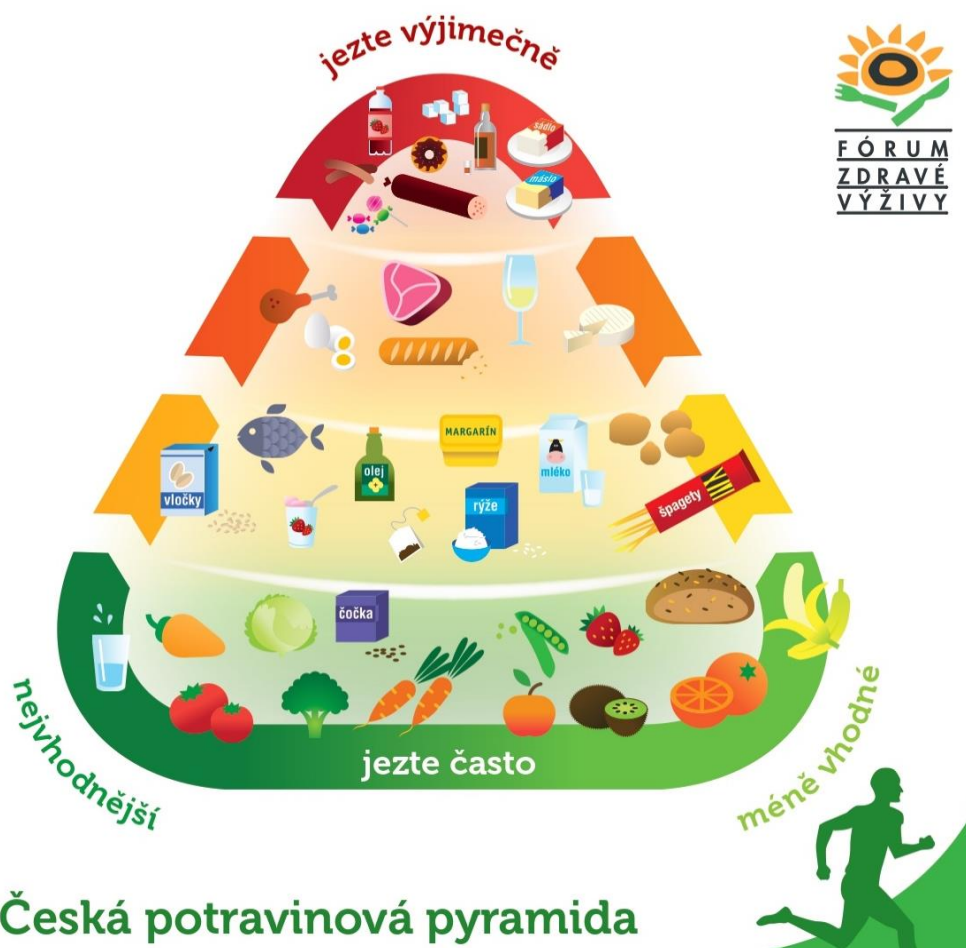 jezte výjimečně
FÓRUM
ZDRAVÉ
VÝŽIVY
sádlo
máslo
MARGARÍN
olej
mléko
vločky
rýže
špagety
čočka
nejvhodnější
jezte často
méně vhodné
Česká potravinová pyramida